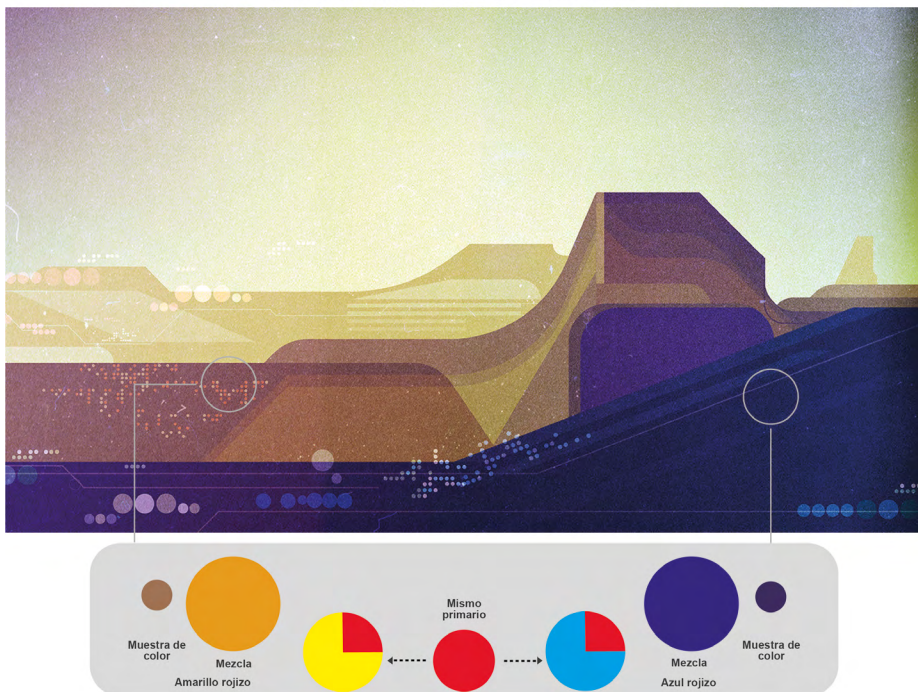 Mismo
primario
Muestra de
color
Mezcla
Amarillo rojizo
Mezcla
Azul rojizo
Muestra de
color